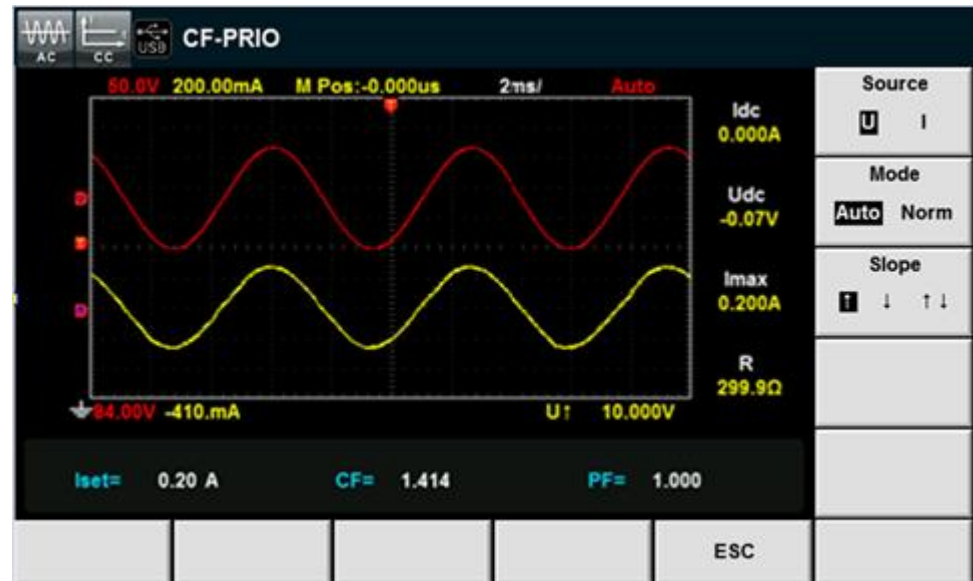 AC CC USB CF-PRIO
50.0V 200.00mA M Pos:-0.000us 2ms/ Auto
T
Idc
0.000A
D
Udc
-0.07V
T
Imax
0.200A
D
R
299.9Ω
84.00V -410.mA U↑ 10.000V
Iset= 0.20 A CF= 1.414 PF= 1.000
Source
U I
Mode
Auto Norm
Slope
↑ ↓ ↑↓
ESC